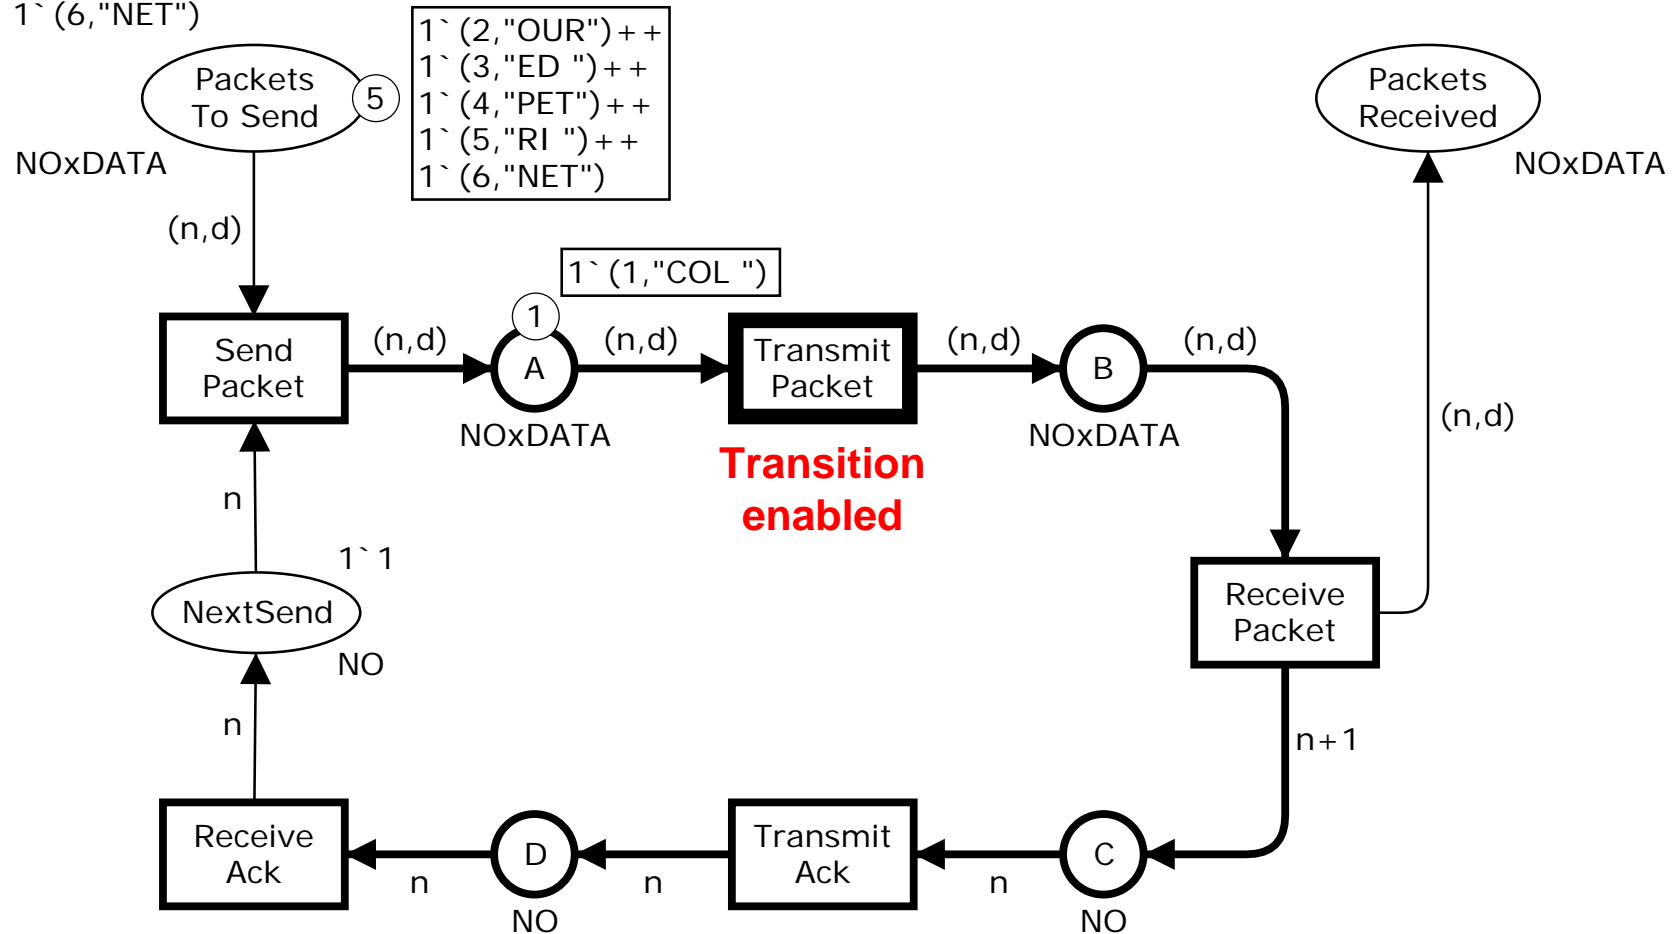 1`(6,"NET")
Packets
To Send
5
1`(2,"OUR")++
1`(3,"ED ")++
1`(4,"PET")++
1`(5,"RI ")++
1`(6,"NET")
Packets
Received
NOxDATA
NOxDATA
(n,d)
1`(1,"COL ")
1
Send
Packet
(n,d)
A
(n,d)
Transmit
Packet
(n,d)
B
(n,d)
NOxDATA
NOxDATA
(n,d)
Transition
enabled
n
1`1
NextSend
NO
Receive
Packet
n
n+1
Receive
Ack
n
D
n
Transmit
Ack
n
C
NO
NO